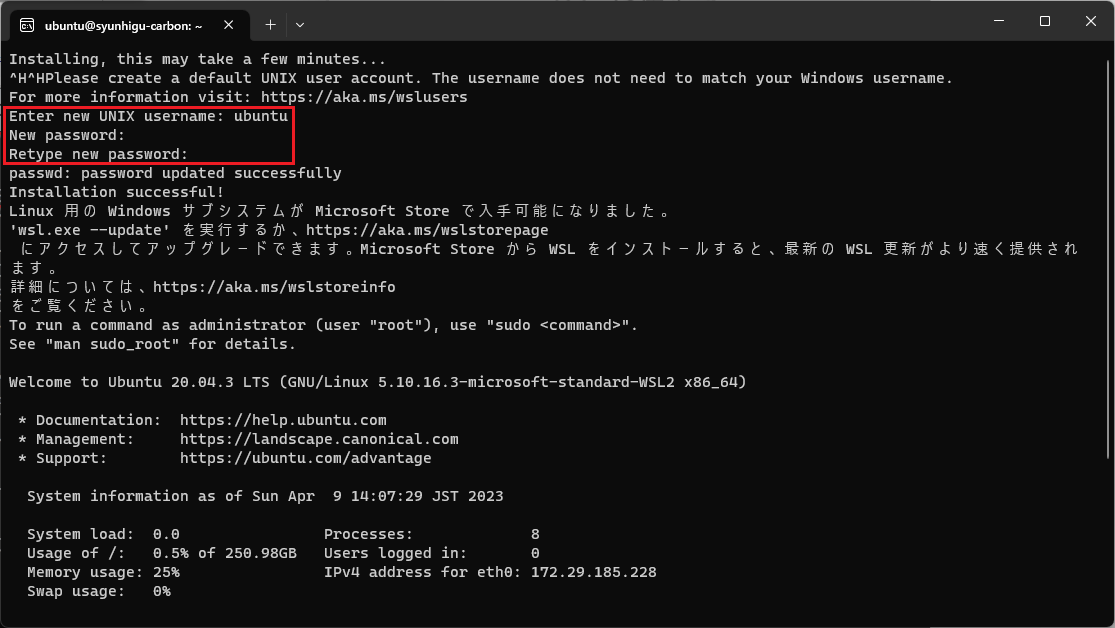 ubuntu@syunhigu-carbon: ~
Installing, this may take a few minutes...
^H^HPlease create a default UNIX user account. The username does not need to match your Windows username.
For more information visit: https://aka.ms/wslusers
Enter new UNIX username: ubuntu
New password:
Retype new password:
passwd: password updated successfully
Installation successful!
Linux 用の Windows サブシステムが Microsoft Store で入手可能になりました。
'wsl.exe --update' を実行するか、https://aka.ms/wslstorepage
にアクセスしてアップグレードできます。Microsoft Store から WSL をインストールすると、最新の WSL 更新がより速く提供され
ます。
詳細については、https://aka.ms/wslstoreinfo
をご覧ください。
To run a command as administrator (user "root"), use "sudo <command>".
See "man sudo_root" for details.
Welcome to Ubuntu 20.04.3 LTS (GNU/Linux 5.10.16.3-microsoft-standard-WSL2 x86_64)
* Documentation:  https://help.ubuntu.com
* Management:     https://landscape.canonical.com
* Support:        https://ubuntu.com/advantage
System information as of Sun Apr  9 14:07:29 JST 2023
System load:  0.0                Processes:             8
Usage of /:   0.5% of 250.98GB   Users logged in:       0
Memory usage: 25%                IPv4 address for eth0: 172.29.185.228
Swap usage:   0%